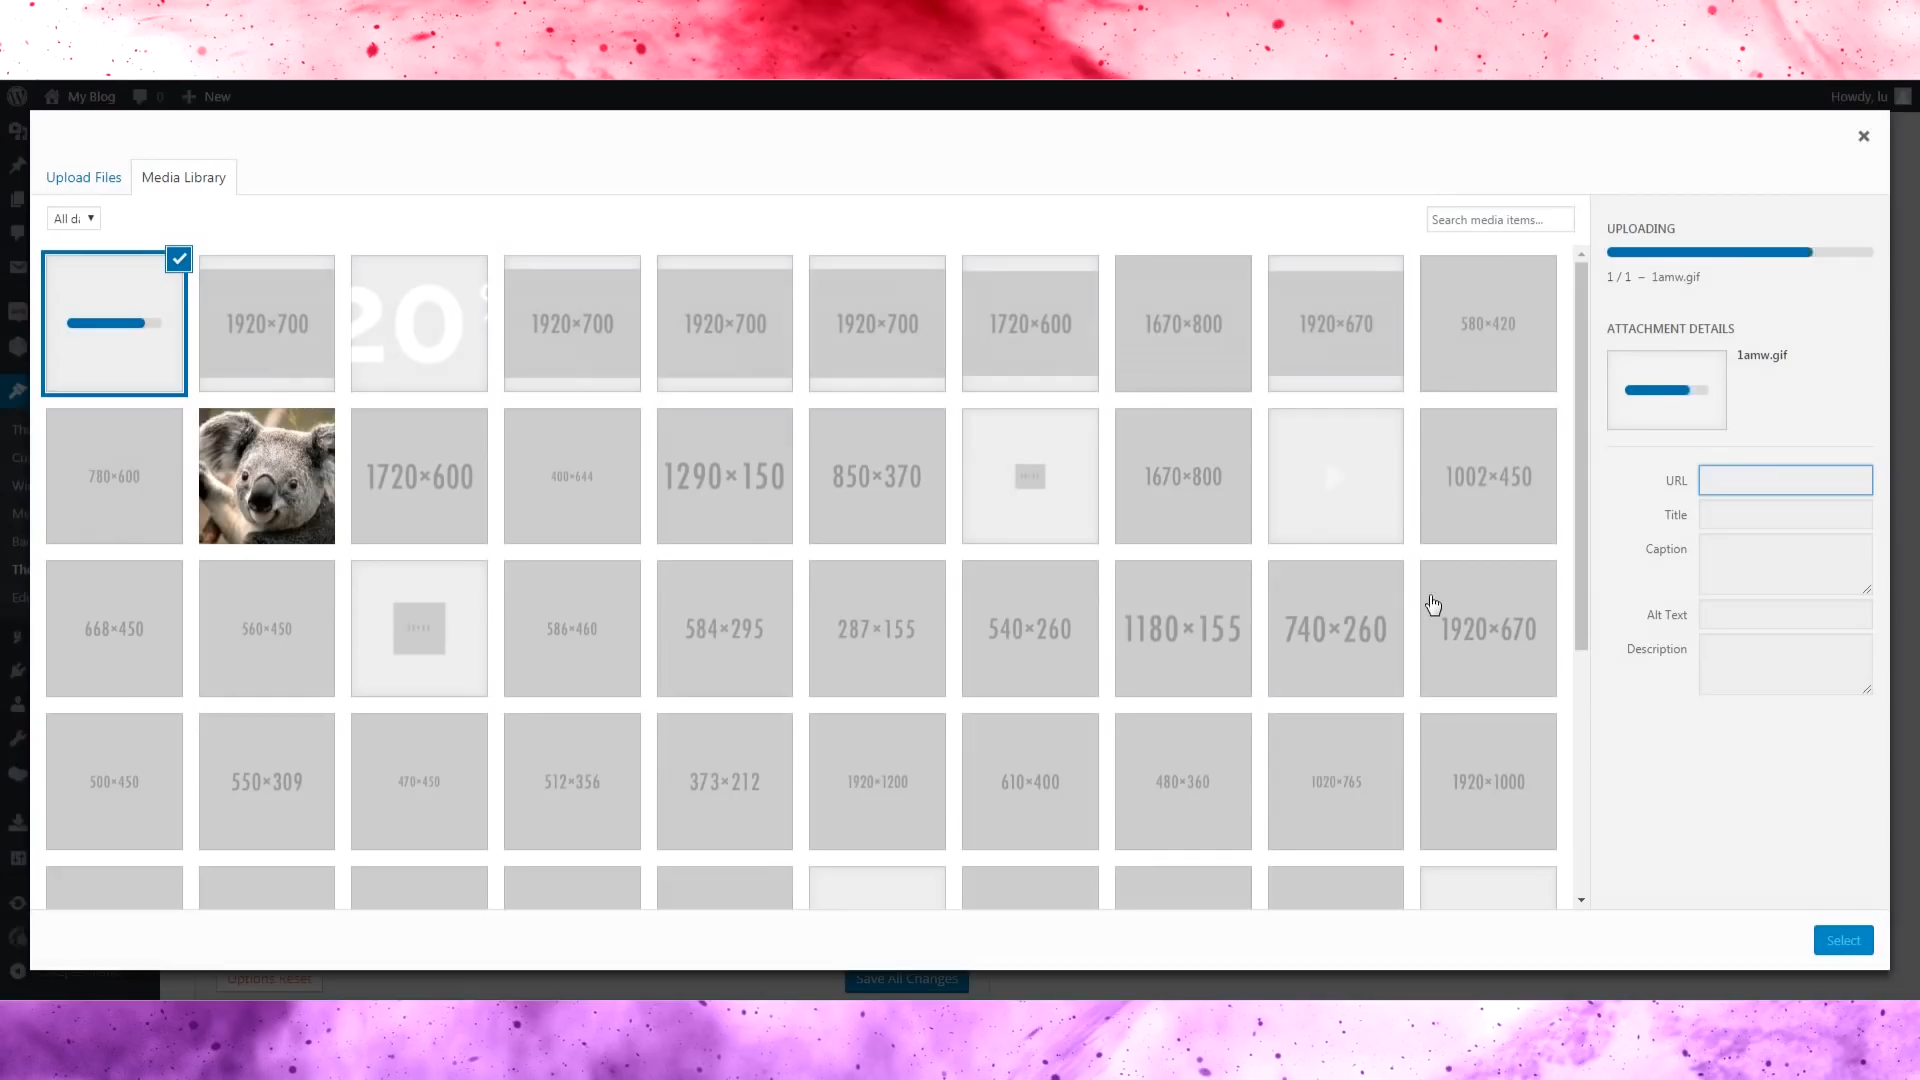 My Blog 0 New Howdy, lu
Upload Files Media Library
All da
Search media items...
UPLOADING
1 / 1 – 1amw.gif
ATTACHMENT DETAILS
1amw.gif
URL
Title
Caption
Alt Text
Description
1920×700 20 1920×700 1920×700 1920×700 1720×600 1670×800 1920×670 580×420
780×600 1720×600 400×644 1290×150 850×370 1670×800 1002×450
668×450 560×450 586×460 584×295 287×155 540×260 1180×155 740×260 1920×670
500×450 550×309 470×450 512×356 373×212 1920×1200 610×400 480×360 1020×765 1920×1000
Select
Options Reset Save All Changes